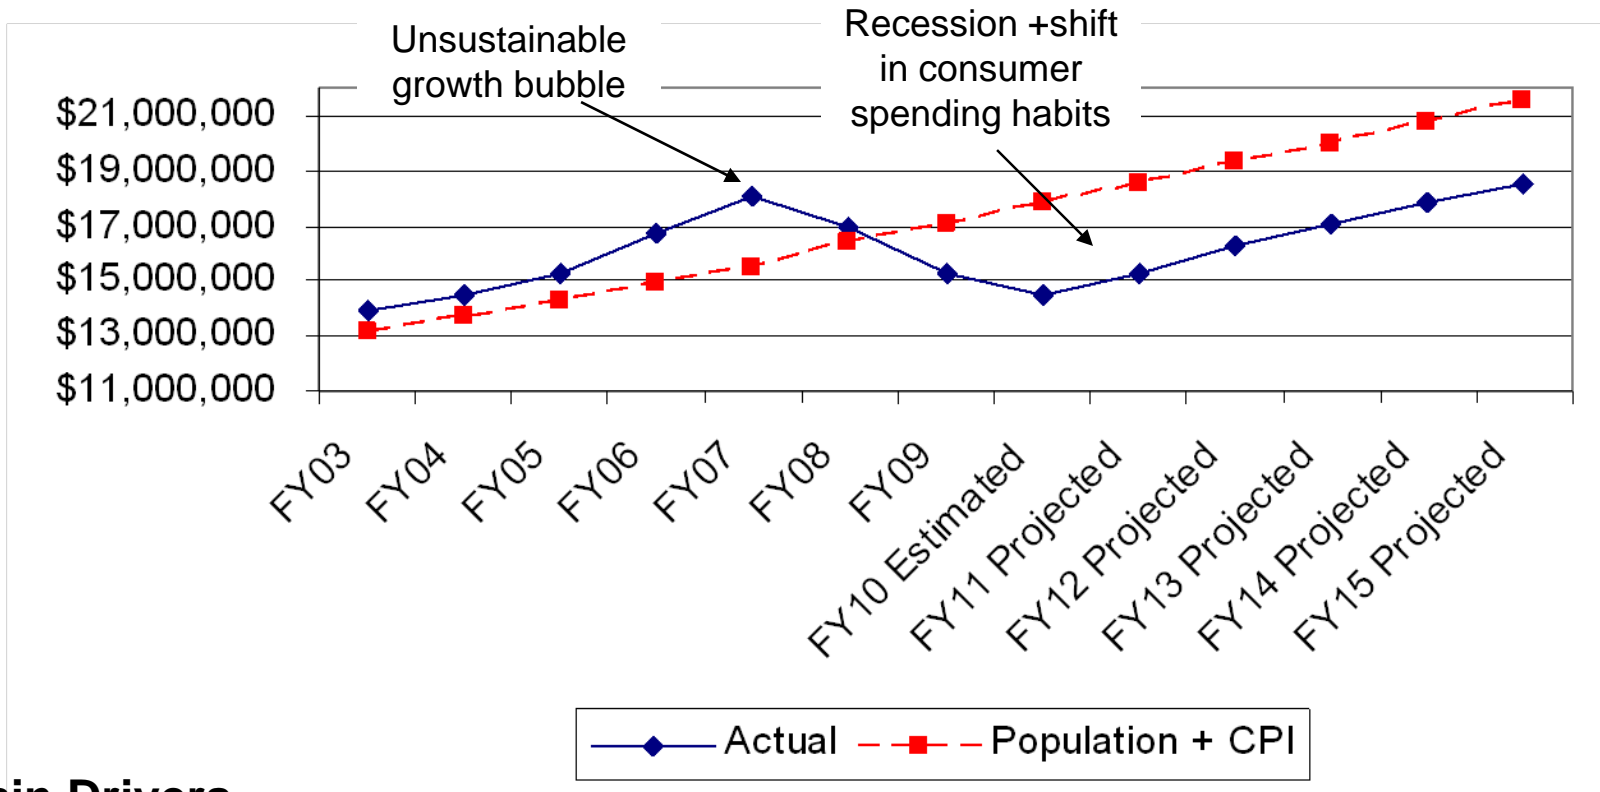 Unsustainable
growth bubble
Recession +shift
in consumer
spending habits
$21,000,000
$19,000,000
$17,000,000
$15,000,000
$13,000,000
$11,000,000
FY03
FY04
FY05
FY06
FY07
FY08
FY09
FY10 Estimated
FY11 Projected
FY12 Projected
FY13 Projected
FY14 Projected
FY15 Projected
Actual
Population + CPI
Drivers